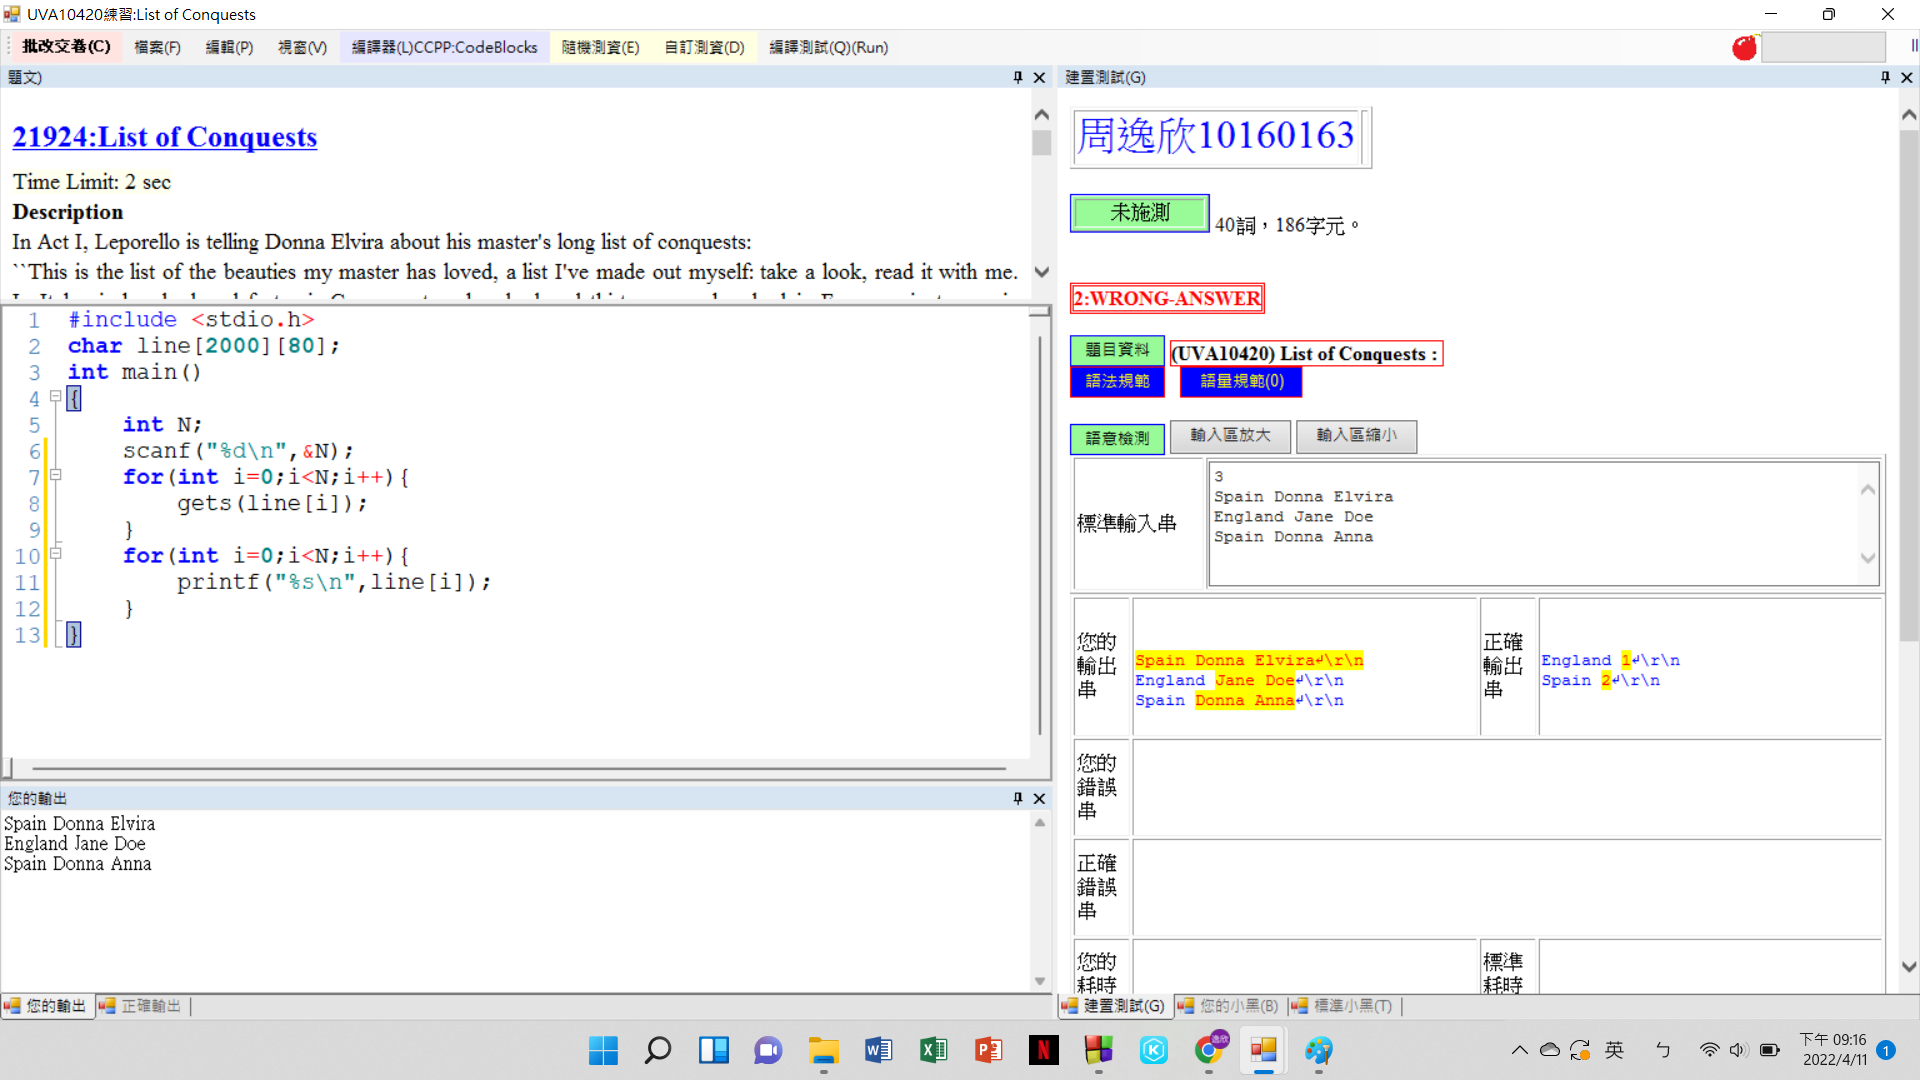 UVA10420練習:List of Conquests
批改交卷(C) 檔案(F) 編輯(P) 視窗(V) 編譯器(L)CCPP:CodeBlocks 隨機測資(E) 自訂測資(D) 編譯測試(Q)(Run)
題文)
21924:List of Conquests
Time Limit: 2 sec
Description
In Act I, Leporello is telling Donna Elvira about his master's long list of conquests:
``This is the list of the beauties my master has loved, a list I've made out myself: take a look, read it with me.
1 #include <stdio.h>
2 char line[2000][80];
3 int main()
4 {
5 int N;
6 scanf("%d\n",&N);
7 for(int i=0;i<N;i++){
8 gets(line[i]);
9 }
10 for(int i=0;i<N;i++){
11 printf("%s\n",line[i]);
12 }
13 }
您的輸出
Spain Donna Elvira
England Jane Doe
Spain Donna Anna
您的輸出 正確輸出
建置測試(G)
周逸欣10160163
未施測 40詞，186字元。
2:WRONG-ANSWER
題目資料 (UVA10420) List of Conquests :
語法規範 語量規範(0)
語意檢測 輸入區放大 輸入區縮小
標準輸入串
3
Spain Donna Elvira
England Jane Doe
Spain Donna Anna
您的輸出串
Spain Donna Elvira↲\r\n
England Jane Doe↲\r\n
Spain Donna Anna↲\r\n
正確輸出串
England 1↲\r\n
Spain 2↲\r\n
您的錯誤串
正確錯誤串
您的耗時
標準耗時
建置測試(G) 您的小黑(B) 標準小黑(T)
逸欣
英 ㄅ
下午 09:16
2022/4/11
1